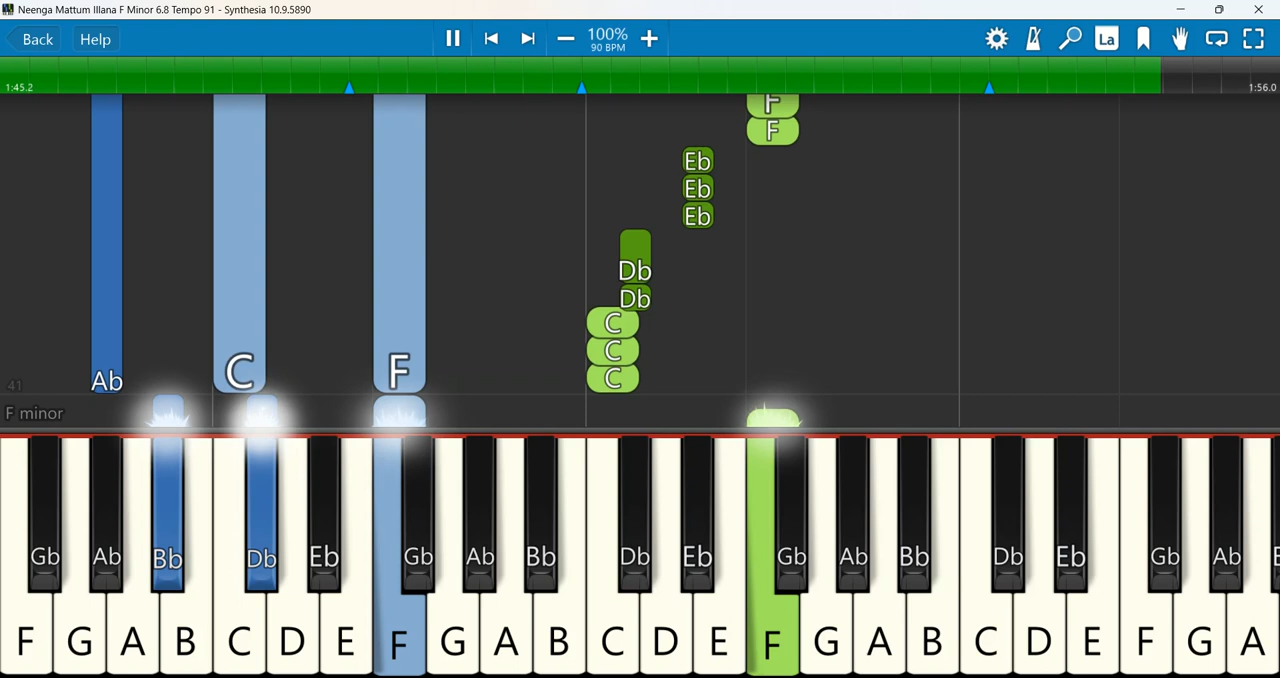 Neenga Mattum Illana F Minor 6.8 Tempo 91 - Synthesia 10.9.5890
Back Help 100% La
90 BPM
1:45.2 1:56.0
F
F
Eb
Eb
Eb
Db
Db
C
C
C
Ab C F
41
F minor
Gb Ab Bb Db Eb Gb Ab Bb Db Eb Gb Ab Bb Db Eb Gb Ab E
F G A B C D E F G A B C D E F G A B C D E F G A